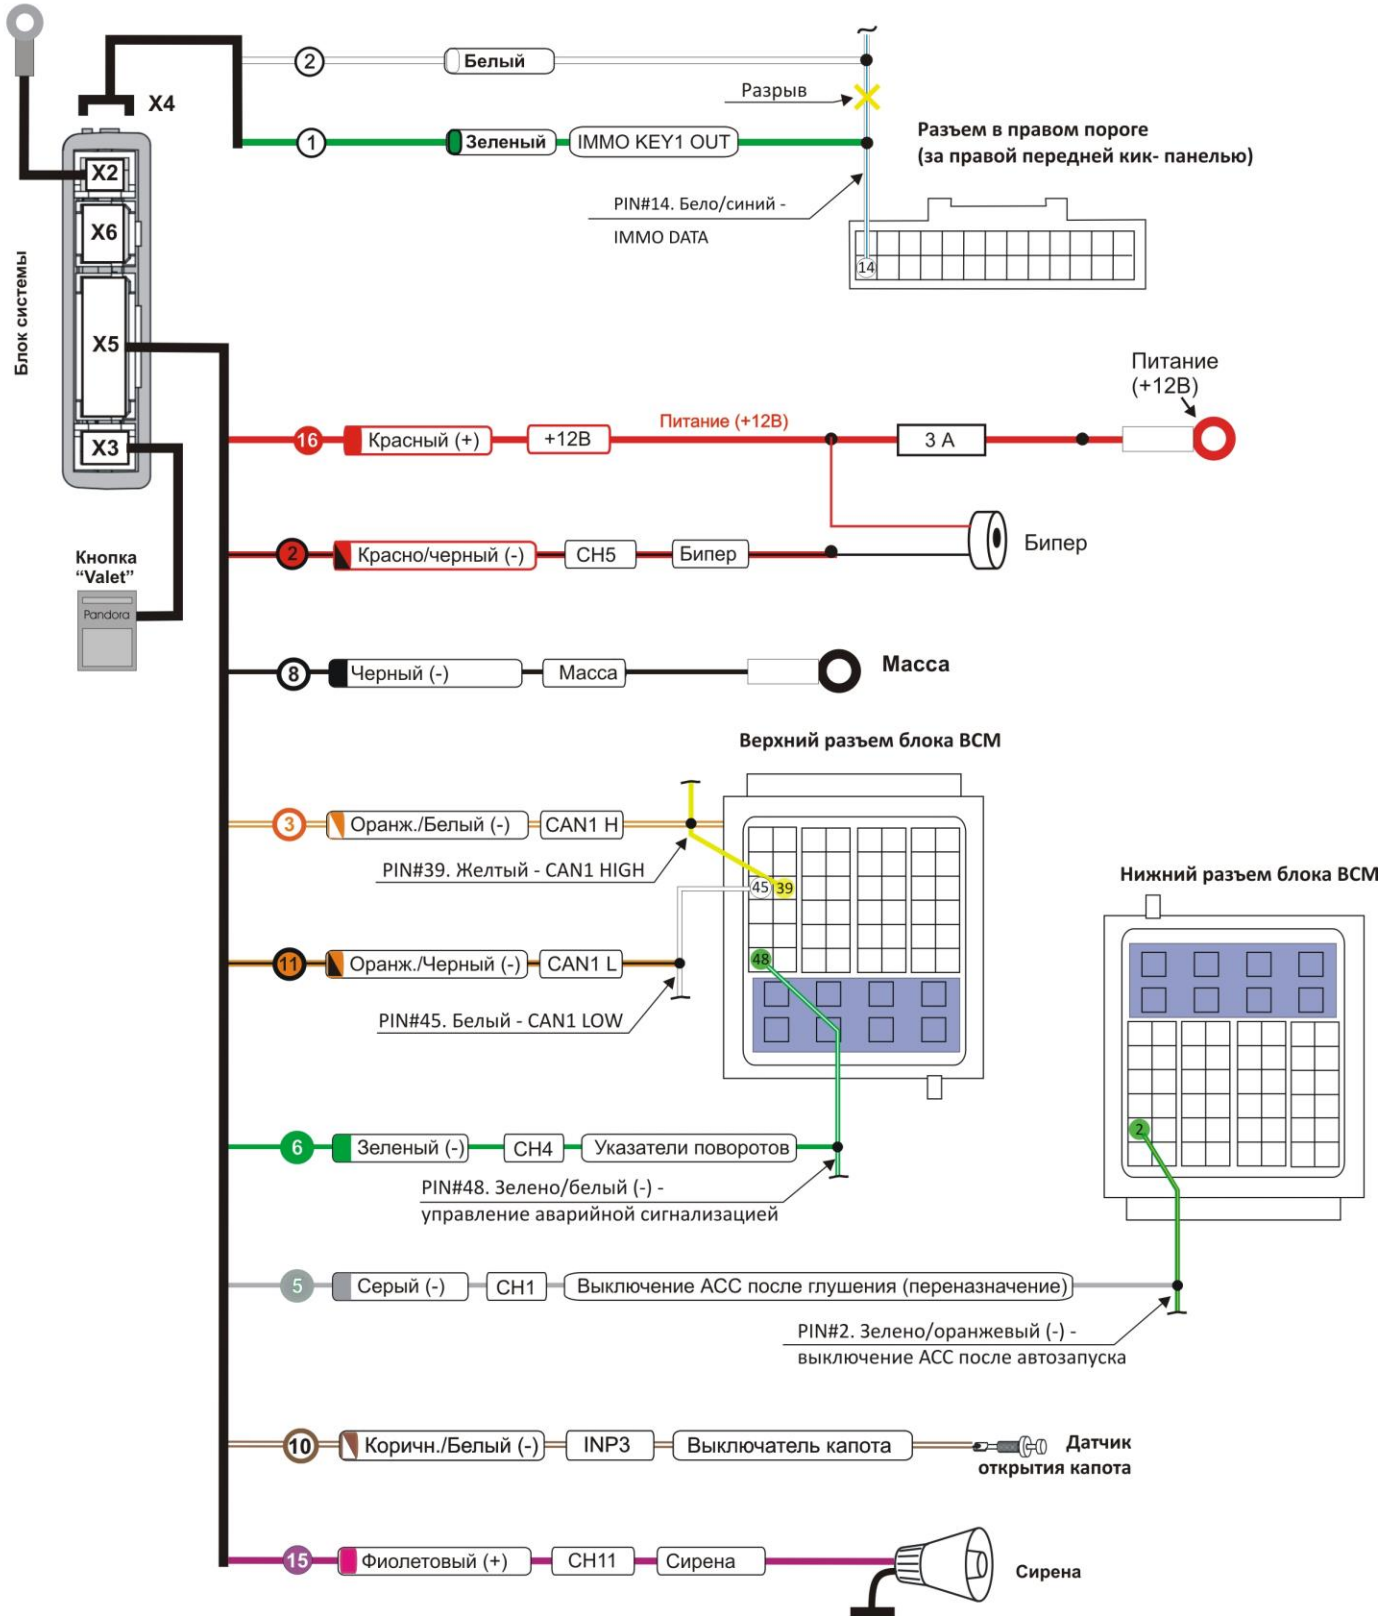 2
Белый
X4
Разрыв
1
Зеленый
IMMO KEY1 OUT
Разъем в правом пороге
(за правой передней кик- панелью)
X2
PIN#14. Бело/синий -
IMMO DATA
X6
14
Блок системы
X5
Питание
(+12В)
16
Красный (+)
+12В
Питание (+12В)
3 А
X3
2
Красно/черный (-)
CH5
Бипер
Бипер
Кнопка
“Valet”
Pandora
8
Черный (-)
Масса
Масса
Верхний разъем блока BCM
3
Оранж./Белый (-)
CAN1 H
PIN#39. Желтый - CAN1 HIGH
45
39
Нижний разъем блока BCM
11
Оранж./Черный (-)
CAN1 L
48
PIN#45. Белый - CAN1 LOW
2
6
Зеленый (-)
CH4
Указатели поворотов
PIN#48. Зелено/белый (-) -
управление аварийной сигнализацией
5
Серый (-)
CH1
Выключение ACC после глушения (переназначение)
PIN#2. Зелено/оранжевый (-) -
выключение ACC после автозапуска
10
Коричн./Белый (-)
INP3
Выключатель капота
Датчик
открытия капота
15
Фиолетовый (+)
CH11
Сирена
Сирена